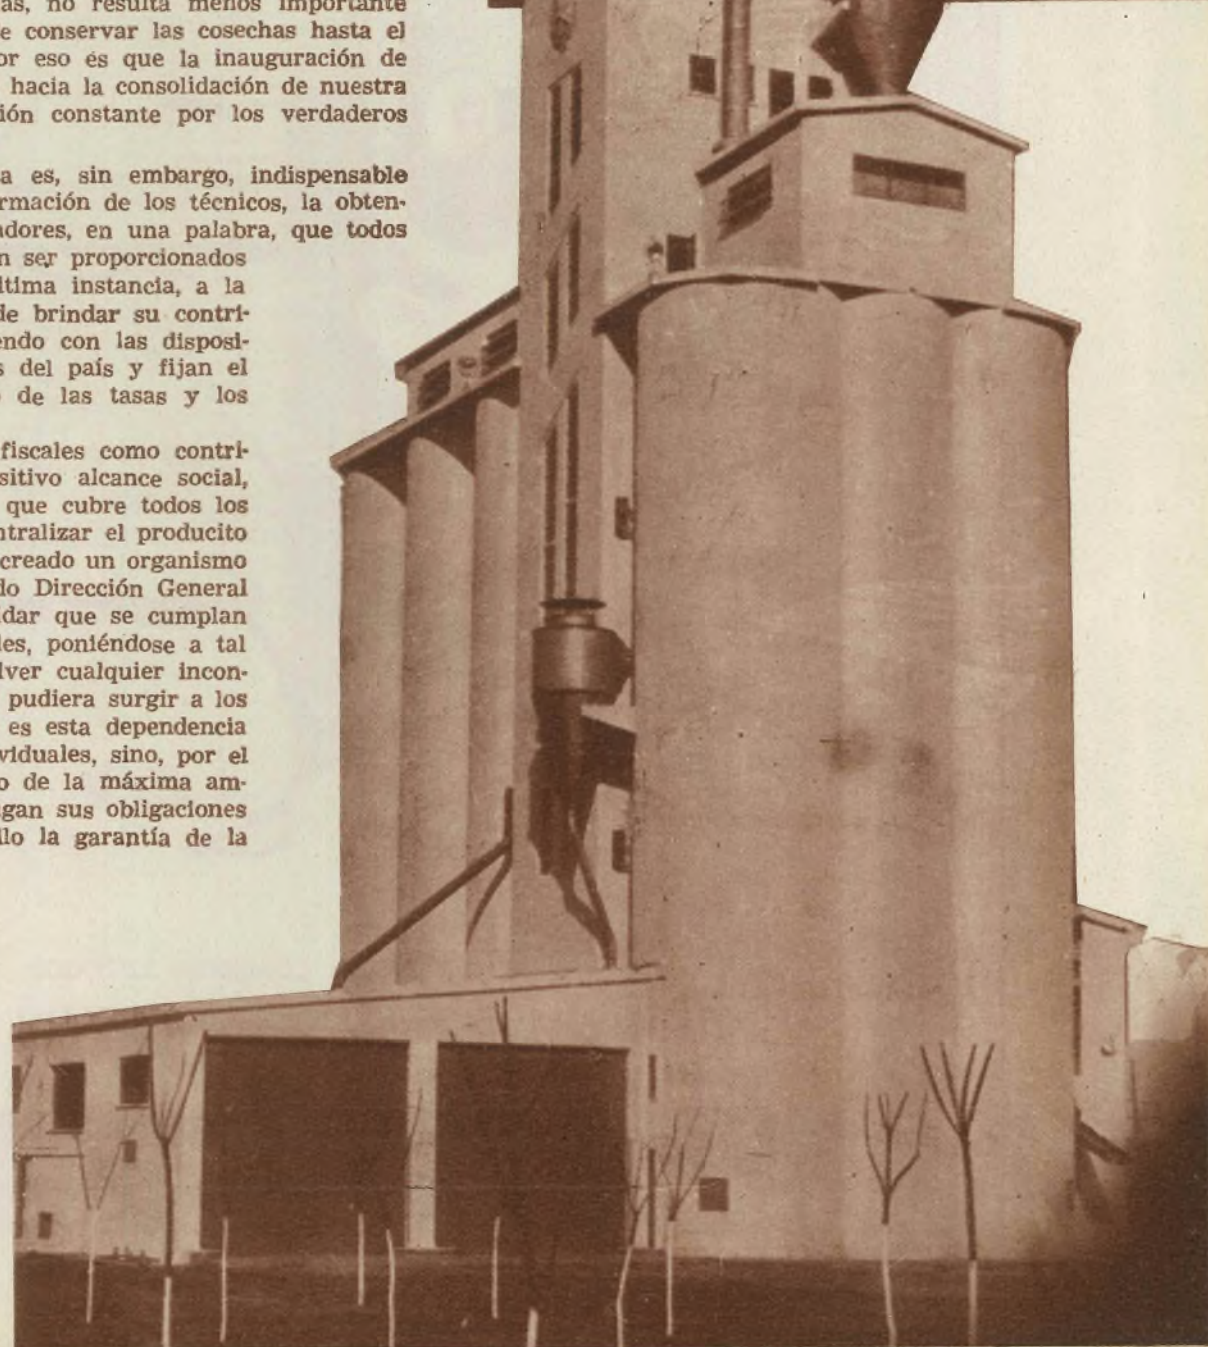 as, no resulta menos importante
e conservar las cosechas hasta el
or eso es que la inauguración de
hacia la consolidación de nuestra
ión constante por los verdaderos
a es, sin embargo, indispensable
rmación de los técnicos, la obten-
adores, en una palabra, que todos
n ser proporcionados
ltima instancia, a la
de brindar su contri-
endo con las disposi-
s del país y fijan el
de las tasas y los
fiscales como contri-
sitivo alcance social,
que cubre todos los
ntralizar el producito
creado un organismo
do Dirección General
dar que se cumplan
les, poniéndose a tal
lver cualquier incon-
pudiera surgir a los
es esta dependencia
viduales, sino, por el
o de la máxima am-
gan sus obligaciones
llo la garantía de la